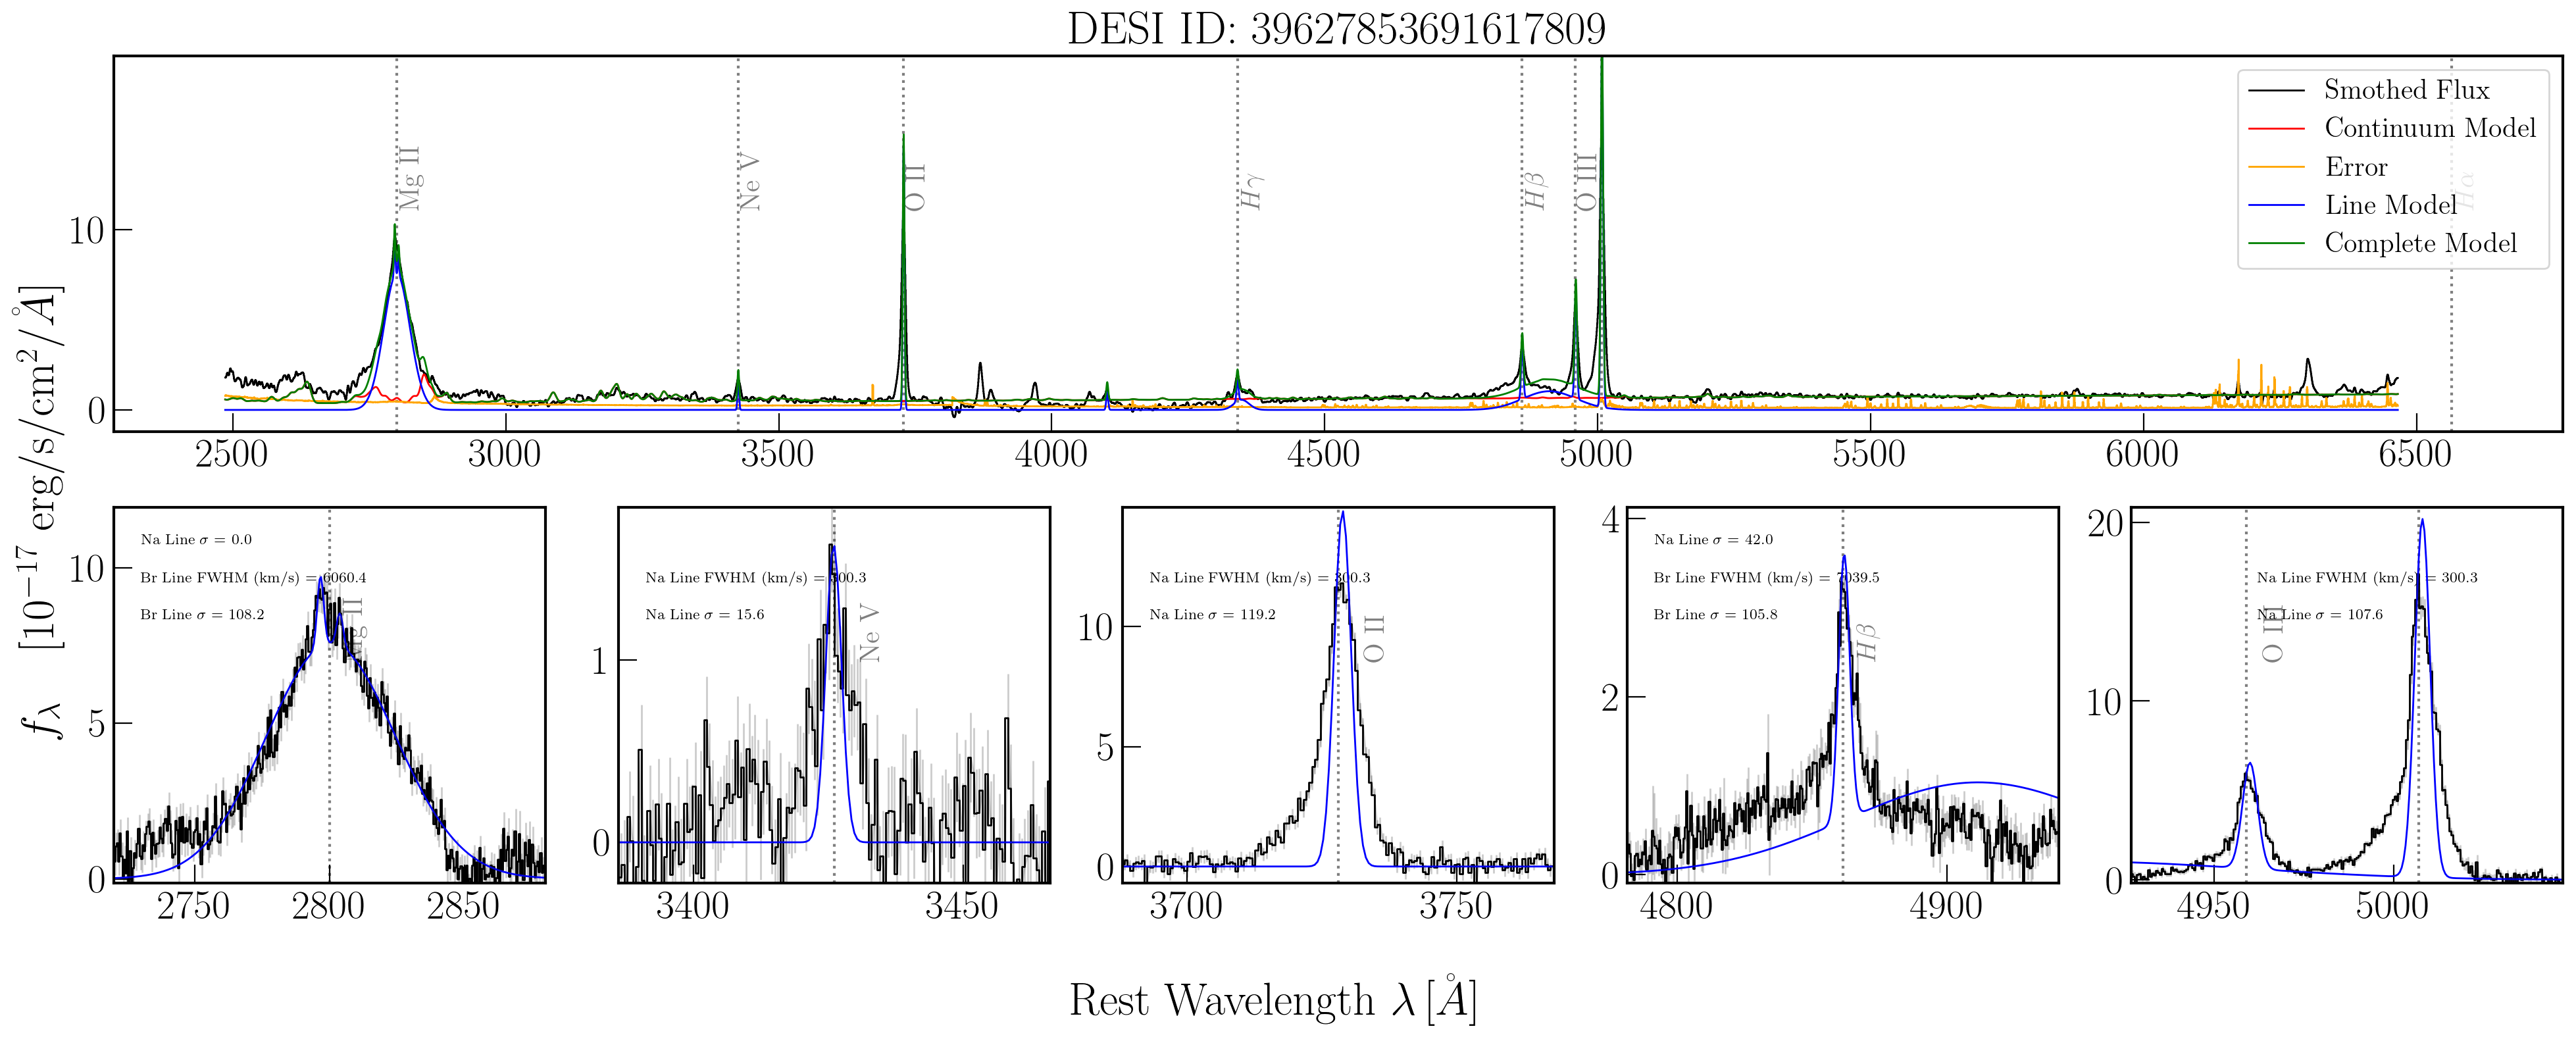 DESI ID: 39627853691617809
Smothed Flux
Continuum Model
Error
Line Model
Complete Model
Mg II
Ne V
O II
Hγ
Hβ
O III
Hα
10
0
2500 3000 3500 4000 4500 5000 5500 6000 6500
f_λ [10^{-17} erg/s/cm^2/Å]
Na Line σ = 0.0
Br Line FWHM (km/s) = 6060.4
Br Line σ = 108.2
Mg II
10
5
0
2750 2800 2850
Na Line FWHM (km/s) = 300.3
Na Line σ = 15.6
Ne V
1
0
3400 3450
Na Line FWHM (km/s) = 300.3
Na Line σ = 119.2
O II
10
5
0
3700 3750
Na Line σ = 42.0
Br Line FWHM (km/s) = 7039.5
Br Line σ = 105.8
Hβ
4
2
0
4800 4900
Na Line FWHM (km/s) = 300.3
Na Line σ = 107.6
O III
20
10
0
4950 5000
Rest Wavelength λ [Å]